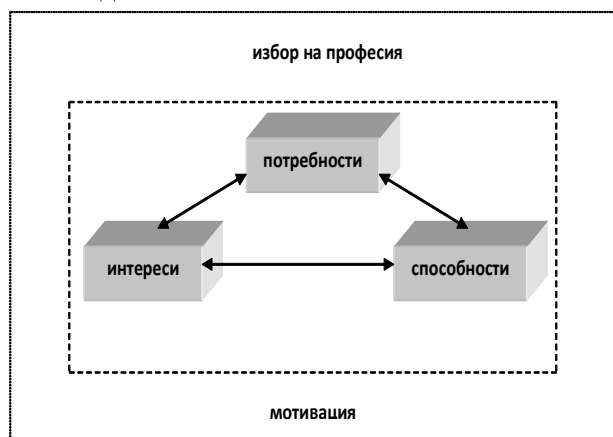 избор на професия
потребности
интереси
способности
мотивация